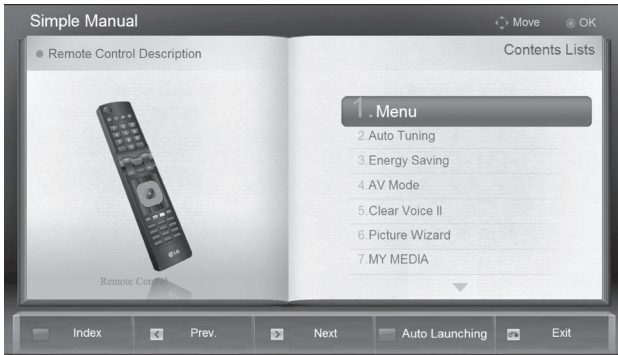 Simple Manual
Move
OK
Remote Control Description
Contents Lists
1.Menu
2.Auto Tuning
3.Energy Saving
4.AV Mode
5.Clear Voice II
6.Picture Wizard
7.MY MEDIA
LG
Remote Control
Index
Prev.
Next
Auto Launching
Exit